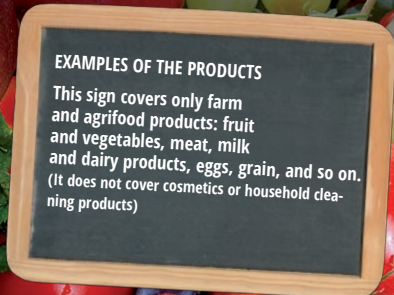 EXAMPLES OF THE PRODUCTS
This sign covers only farm
and agrifood products: fruit
and vegetables, meat, milk
and dairy products, eggs, grain, and so on.
(It does not cover cosmetics or household clea-
ning products)